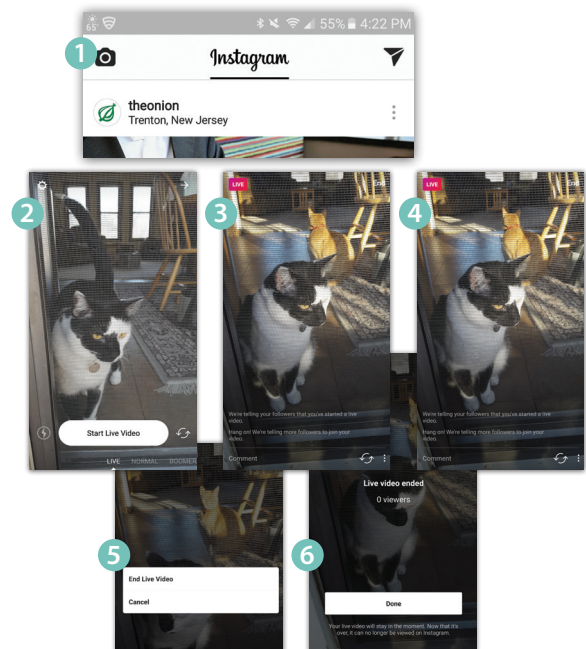 65° 55% 4:22 PM
1
Instagram
theonion
Trenton, New Jersey
2
Start Live Video
LIVE NORMAL BOOMER
3
LIVE End
We're telling your followers that you've started a live
video.
Hang on! We're telling more followers to join your
video.
Comment
4
LIVE End
We're telling your followers that you've started a live
video.
Hang on! We're telling more followers to join your
video.
Comment
5
End Live Video
Cancel
6
Live video ended
0 viewers
Done
Your live video will stay in the moment. Now that it's
over, it can no longer be viewed on Instagram.